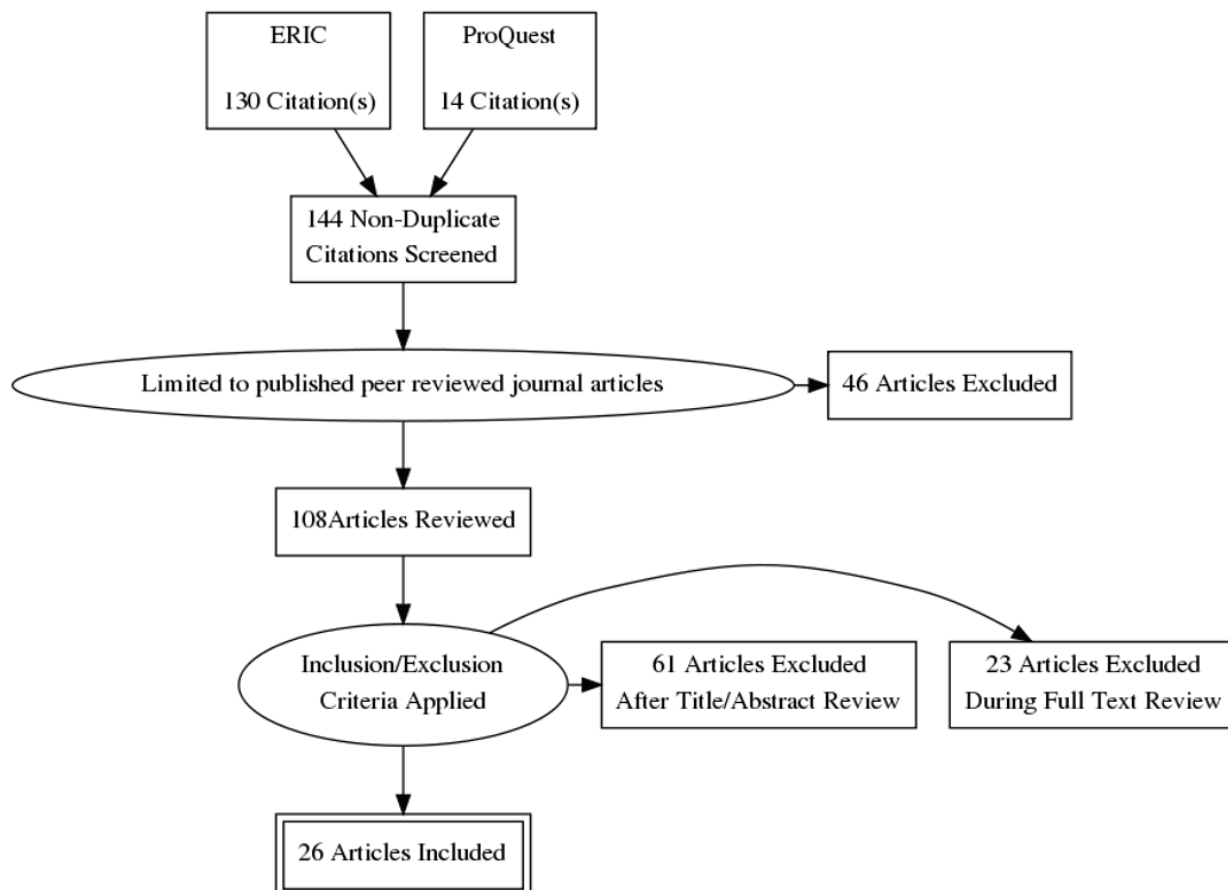 ERIC
130 Citation(s)
ProQuest
14 Citation(s)
144 Non-Duplicate
Citations Screened
Limited to published peer reviewed journal articles
46 Articles Excluded
108Articles Reviewed
Inclusion/Exclusion
Criteria Applied
61 Articles Excluded
After Title/Abstract Review
23 Articles Excluded
During Full Text Review
26 Articles Included